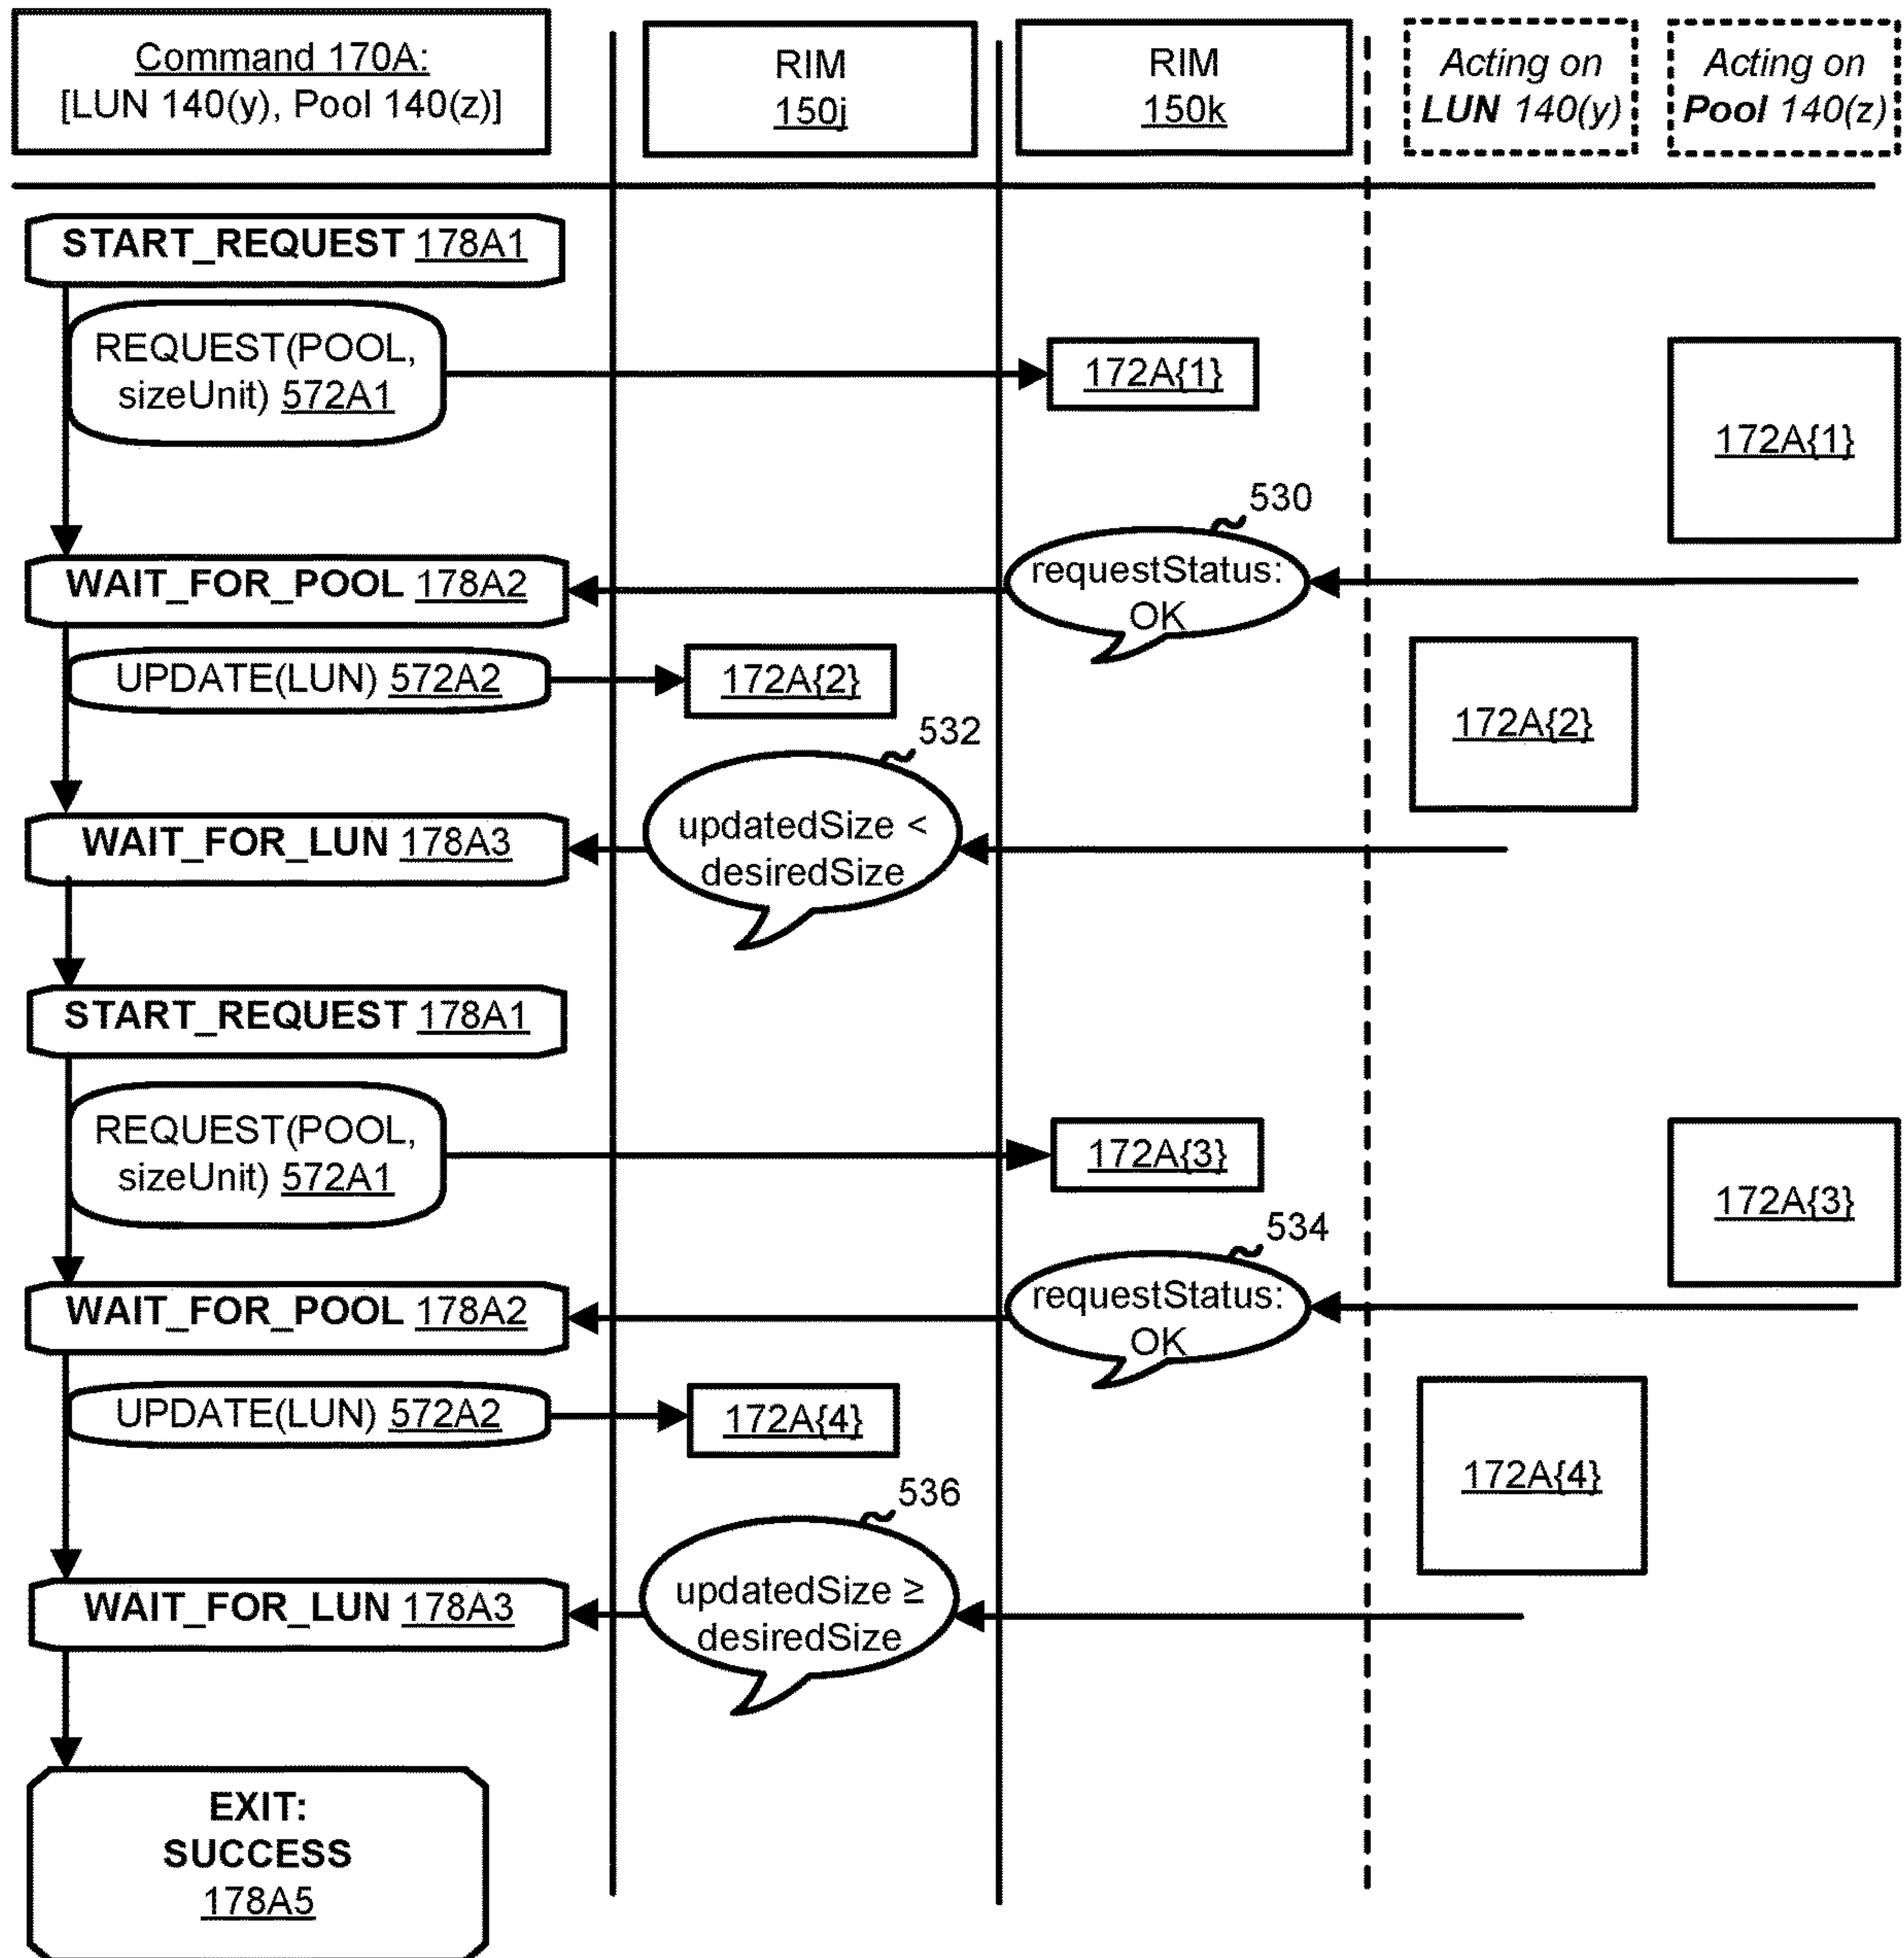 Command 170A:
[LUN 140(y), Pool 140(z)]
RIM
150j
RIM
150k
Acting on
LUN 140(y)
Acting on
Pool 140(z)
START_REQUEST 178A1
REQUEST(POOL,
sizeUnit) 572A1
172A{1}
172A{1}
530
requestStatus:
OK
WAIT_FOR_POOL 178A2
UPDATE(LUN) 572A2
172A{2}
172A{2}
532
updatedSize <
desiredSize
WAIT_FOR_LUN 178A3
START_REQUEST 178A1
REQUEST(POOL,
sizeUnit) 572A1
172A{3}
172A{3}
534
requestStatus:
OK
WAIT_FOR_POOL 178A2
UPDATE(LUN) 572A2
172A{4}
172A{4}
536
updatedSize ≥
desiredSize
WAIT_FOR_LUN 178A3
EXIT:
SUCCESS
178A5